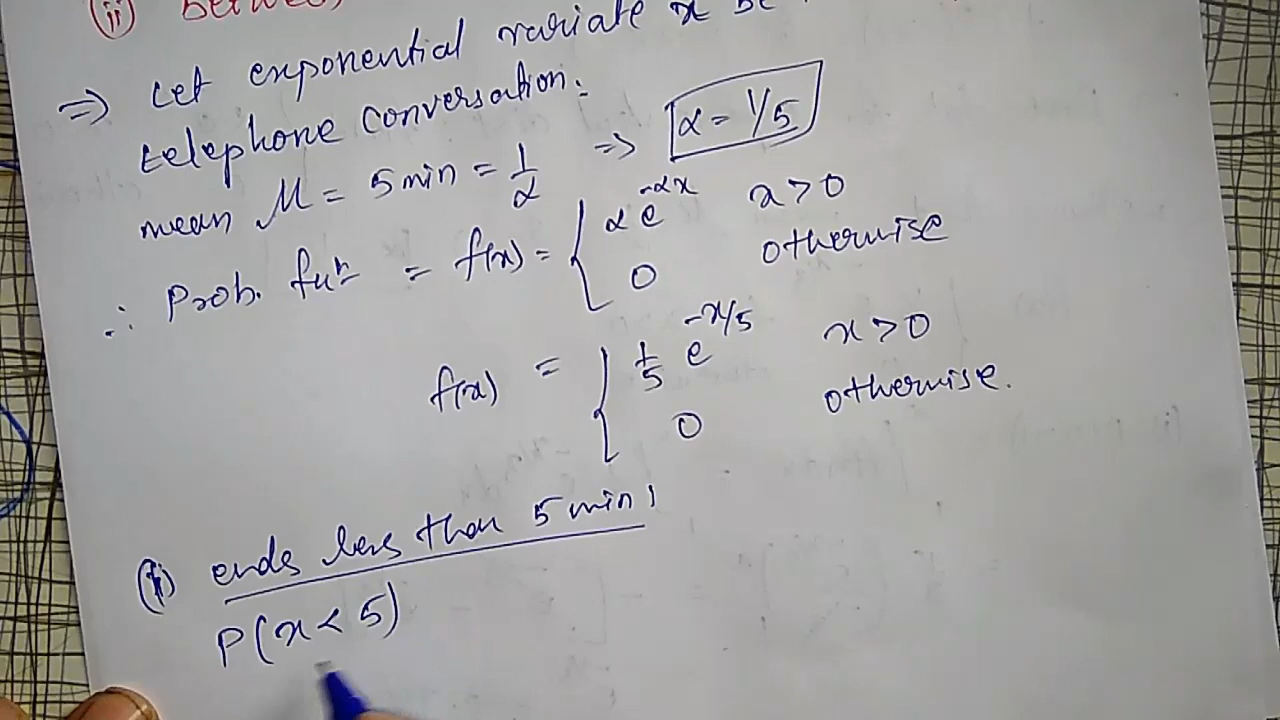 (ii)
⇒ Let exponential variate x be
telephone conversation.
mean μ = 5 min = 1/α ⇒ α = 1/5
∴ Prob. fuⁿ = f(x) = { α e^(-αx) x > 0
0 otherwise
f(x) = { 1/5 e^(-x/5) x > 0
0 otherwise.
(i) ends less than 5 min:
P(x < 5)